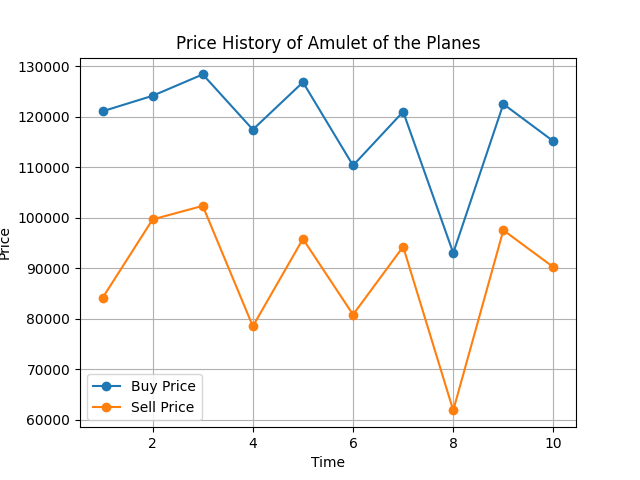 Price History of Amulet of the Planes
130000
120000
110000
100000
90000
80000
70000
60000
Price
Buy Price
Sell Price
2 4 6 8 10
Time